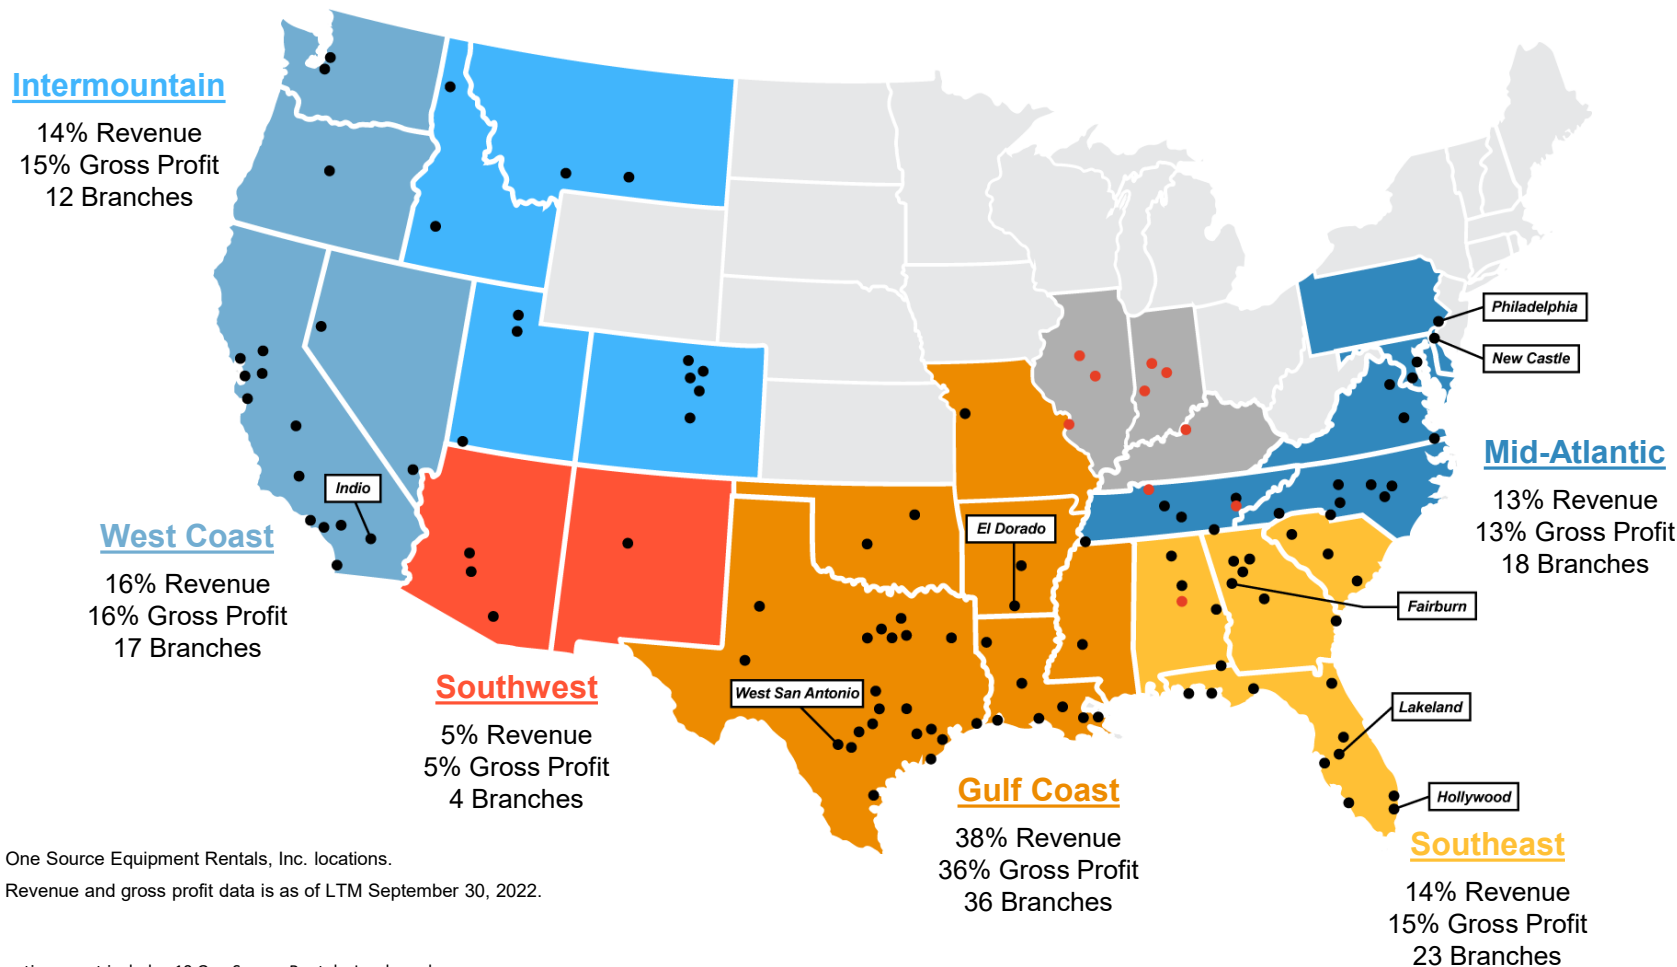 Intermountain
14% Revenue
15% Gross Profit
12 Branches
West Coast
16% Revenue
16% Gross Profit
17 Branches
Indio
Southwest
5% Revenue
5% Gross Profit
4 Branches
West San Antonio
El Dorado
Gulf Coast
38% Revenue
36% Gross Profit
36 Branches
Philadelphia
New Castle
Mid-Atlantic
13% Revenue
13% Gross Profit
18 Branches
Fairburn
Lakeland
Hollywood
Southeast
14% Revenue
15% Gross Profit
23 Branches
One Source Equipment Rentals, Inc. locations.
Revenue and gross profit data is as of LTM September 30, 2022.